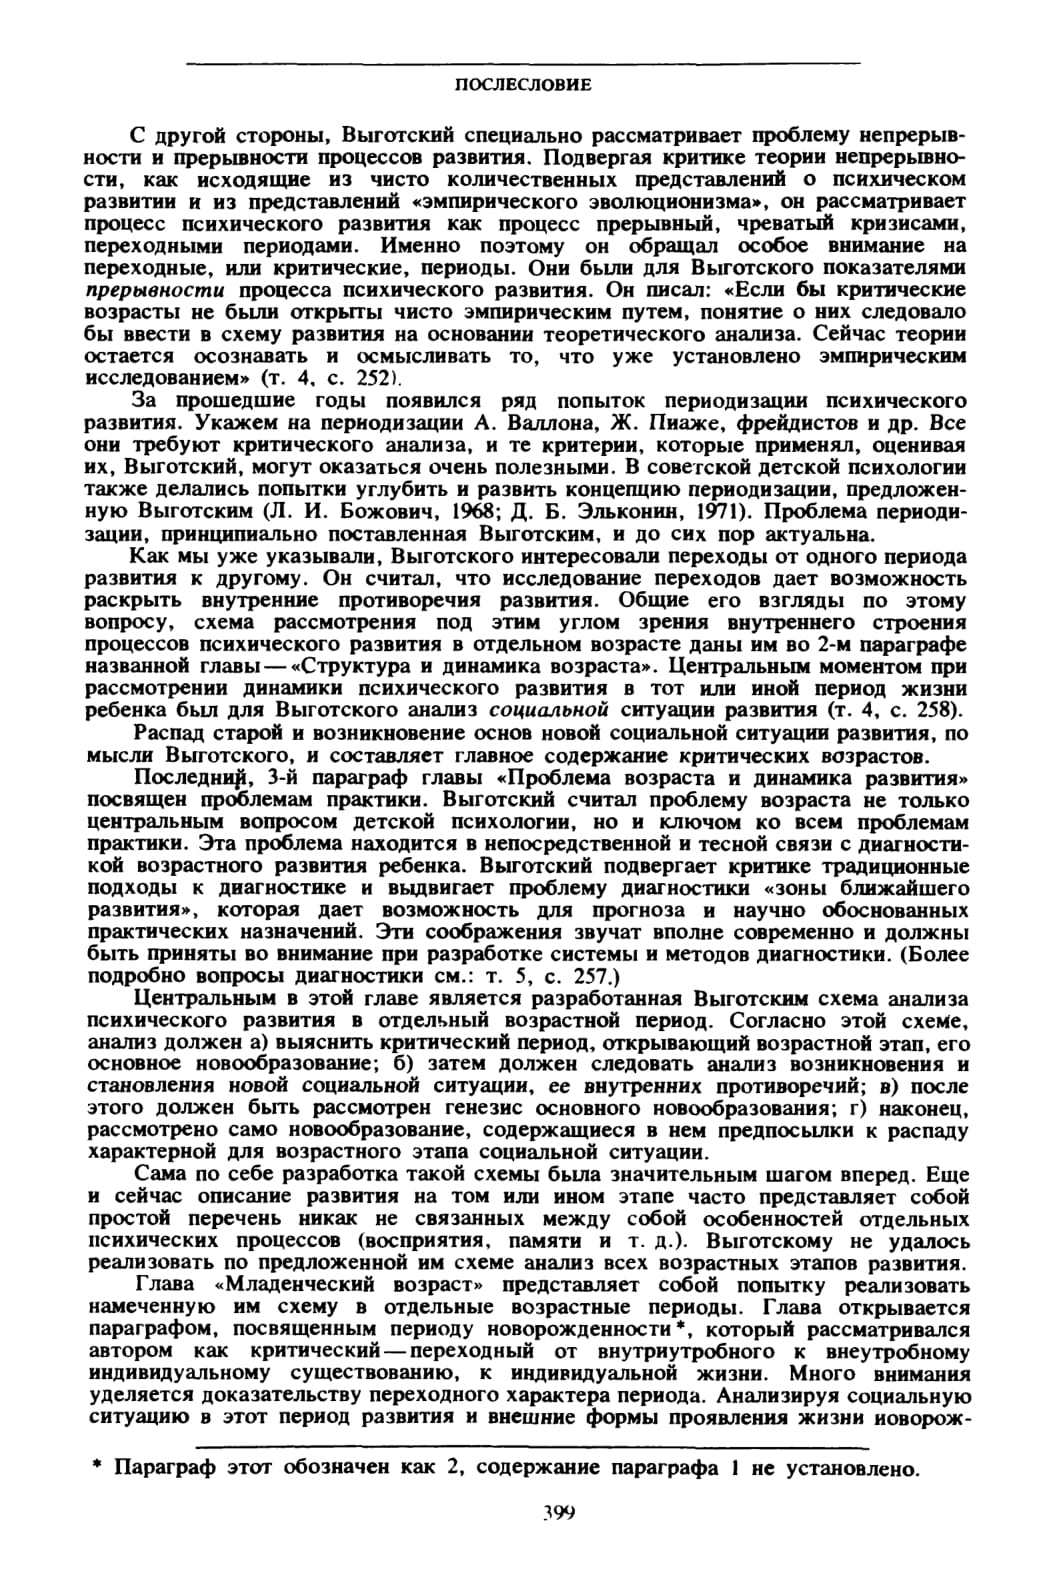 ПОСЛЕСЛОВИЕ
С другой стороны, Выготский специально рассматривает проблему непрерыв-
ности и прерывности процессов развития. Подвергая критике теории непрерывно-
сти, как исходящие из чисто количественных представлений о психическом
развитии и из представлений «эмпирического эволюционизма», он рассматривает
процесс психического развития как процесс прерывный, чреватый кризисами,
переходными периодами. Именно поэтому он обращал особое внимание на
переходные, или критические, периоды. Они были для Выготского показателями
прерывности процесса психического развития. Он писал: «Если бы критические
возрасты не были открыты чисто эмпирическим путем, понятие о них следовало
бы ввести в схему развития на основании теоретического анализа. Сейчас теории
остается осознавать и осмысливать то, что уже установлено эмпирическим
исследованием» (т. 4, с. 252).
За прошедшие годы появился ряд попыток периодизации психического
развития. Укажем на периодизации А. Валлона, Ж. Пиаже, фрейдистов и др. Все
они требуют критического анализа, и те критерии, которые применял, оценивая
их, Выготский, могут оказаться очень полезными. В советской детской психологии
также делались попытки углубить и развить концепцию периодизации, предложен-
ную Выготским (Л. И. Божович, 1968; Д. Б. Эльконин, 1971). Проблема периоди-
зации, принципиально поставленная Выготским, и до сих пор актуальна.
Как мы уже указывали, Выготского интересовали переходы от одного периода
развития к другому. Он считал, что исследование переходов дает возможность
раскрыть внутренние противоречия развития. Общие его взгляды по этому
вопросу, схема рассмотрения под этим углом зрения внутреннего строения
процессов психического развития в отдельном возрасте даны им во 2-м параграфе
названной главы — «Структура и динамика возраста». Центральным моментом при
рассмотрении динамики психического развития в тот или иной период жизни
ребенка был для Выготского анализ социальной ситуации развития (т. 4, с. 258).
Распад старой и возникновение основ новой социальной ситуации развития, по
мысли Выготского, и составляет главное содержание критических возрастов.
Последний, 3-й параграф главы «Проблема возраста и динамика развития»
посвящен проблемам практики. Выготский считал проблему возраста не только
центральным вопросом детской психологии, но и ключом ко всем проблемам
практики. Эта проблема находится в непосредственной и тесной связи с диагности-
кой возрастного развития ребенка. Выготский подвергает критике традиционные
подходы к диагностике и выдвигает проблему диагностики «зоны ближайшего
развития», которая дает возможность для прогноза и научно обоснованных
практических назначений. Эти соображения звучат вполне современно и должны
быть приняты во внимание при разработке системы и методов диагностики. (Более
подробно вопросы диагностики см.: т. 5, с. 257.)
Центральным в этой главе является разработанная Выготским схема анализа
психического развития в отдельный возрастной период. Согласно этой схеме,
анализ должен а) выяснить критический период, открывающий возрастной этап, его
основное новообразование; б) затем должен следовать анализ возникновения и
становления новой социальной ситуации, ее внутренних противоречий; в) после
этого должен быть рассмотрен генезис основного новообразования; г) наконец,
рассмотрено само новообразование, содержащиеся в нем предпосылки к распаду
характерной для возрастного этапа социальной ситуации.
Сама по себе разработка такой схемы была значительным шагом вперед. Еще
и сейчас описание развития на том или ином этапе часто представляет собой
простой перечень никак не связанных между собой особенностей отдельных
психических процессов (восприятия, памяти и т. д.). Выготскому не удалось
реализовать по предложенной им схеме анализ всех возрастных этапов развития.
Глава «Младенческий возраст» представляет собой попытку реализовать
намеченную им схему в отдельные возрастные периоды. Глава открывается
параграфом, посвященным периоду новорожденности*, который рассматривался
автором как критический — переходный от внутриутробного к внеутробному
индивидуальному существованию, к индивидуальной жизни. Много внимания
уделяется доказательству переходного характера периода. Анализируя социальную
ситуацию в этот период развития и внешние формы проявления жизни новорож-
* Параграф этот обозначен как 2, содержание параграфа 1 не установлено.
399